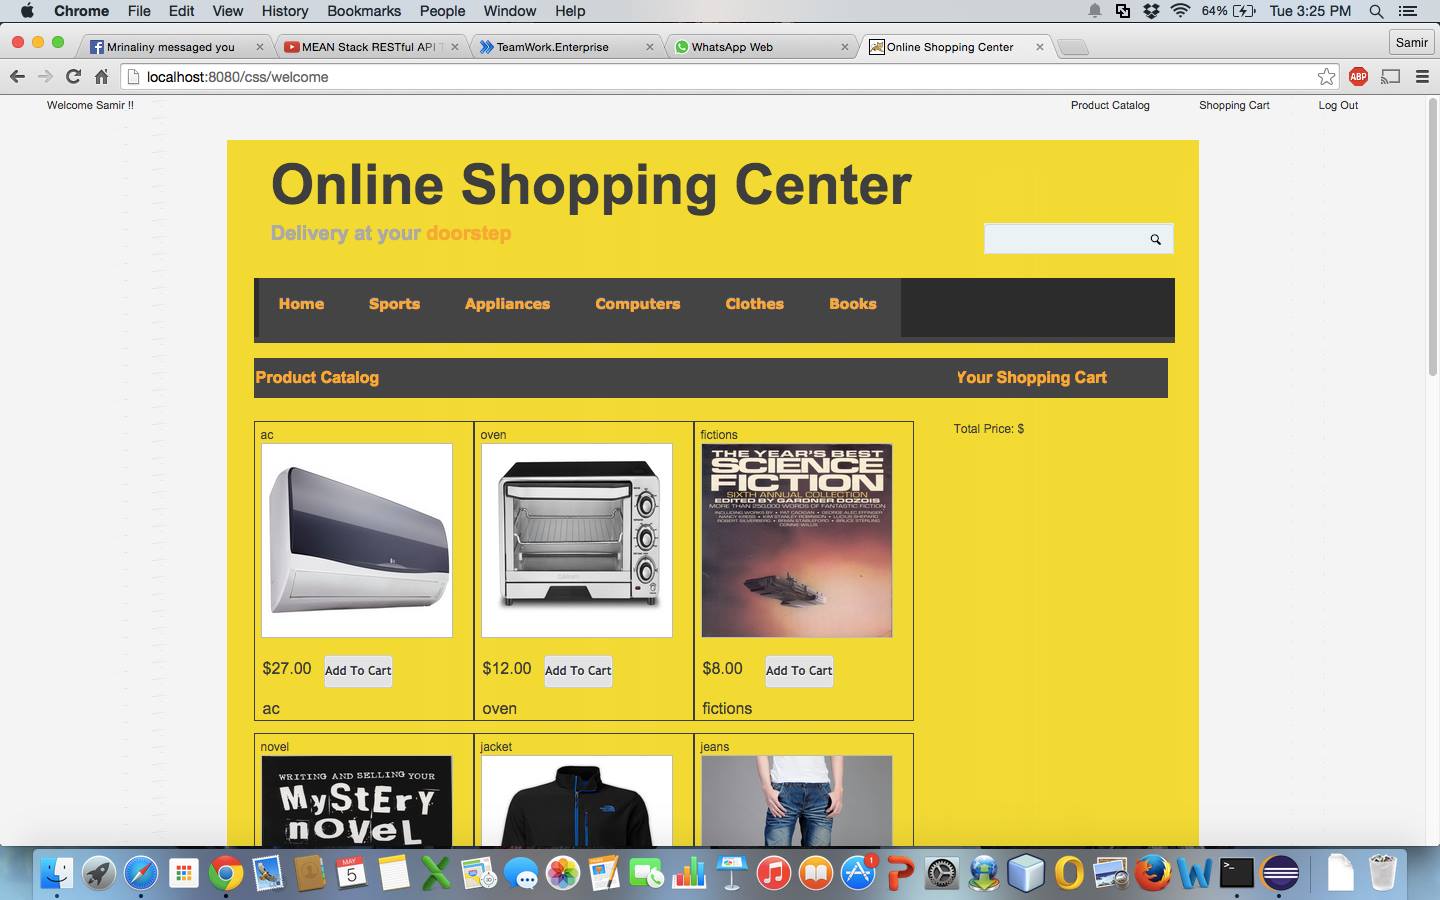 Chrome File Edit View History Bookmarks People Window Help 64% Tue 3:25 PM
Mrinaliny messaged you MEAN Stack RESTful API T TeamWork.Enterprise WhatsApp Web Online Shopping Center Samir
localhost:8080/css/welcome ABP
Welcome Samir !! Product Catalog Shopping Cart Log Out
Online Shopping Center
Delivery at your doorstep
Home Sports Appliances Computers Clothes Books
Product Catalog Your Shopping Cart
ac oven fictions Total Price: $
THE YEAR'S BEST
SCIENCE
FICTION
SIXTH ANNUAL COLLECTION
EDITED BY GARDNER DOZOIS
MORE THAN 250,000 WORDS OF FANTASTIC FICTION
$27.00 Add To Cart $12.00 Add To Cart $8.00 Add To Cart
ac oven fictions
novel jacket jeans
WRITING AND SELLING YOUR
MYStERY
noVeL
MAY
5
1